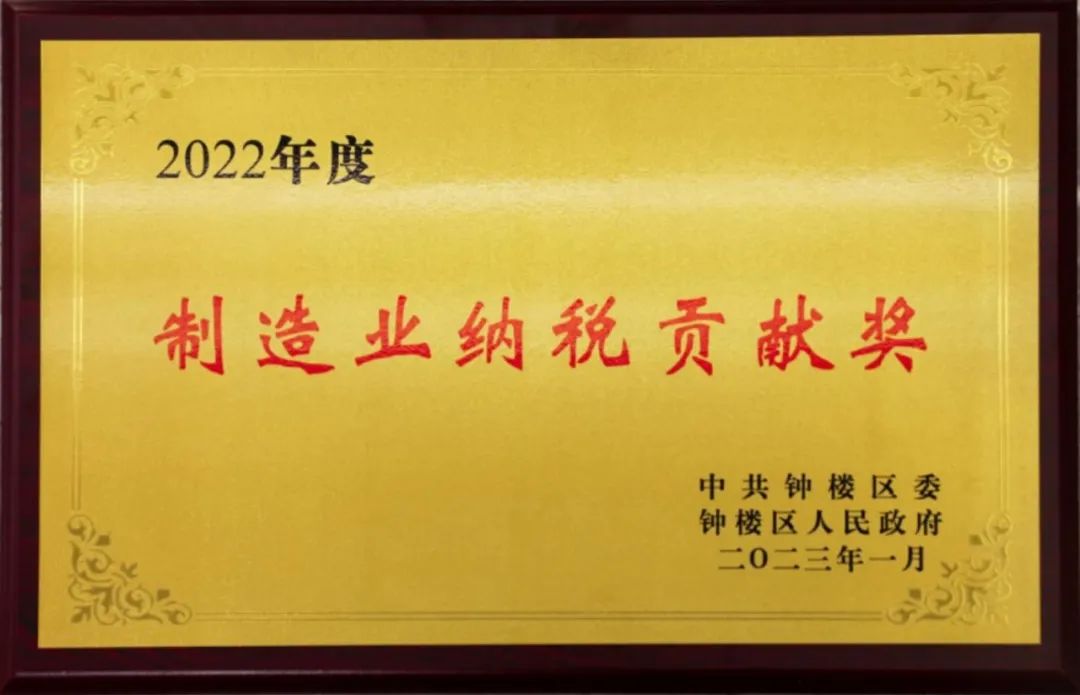 2022年度
制造业纳税贡献奖
中共钟楼区委
钟楼区人民政府
二〇二三年一月